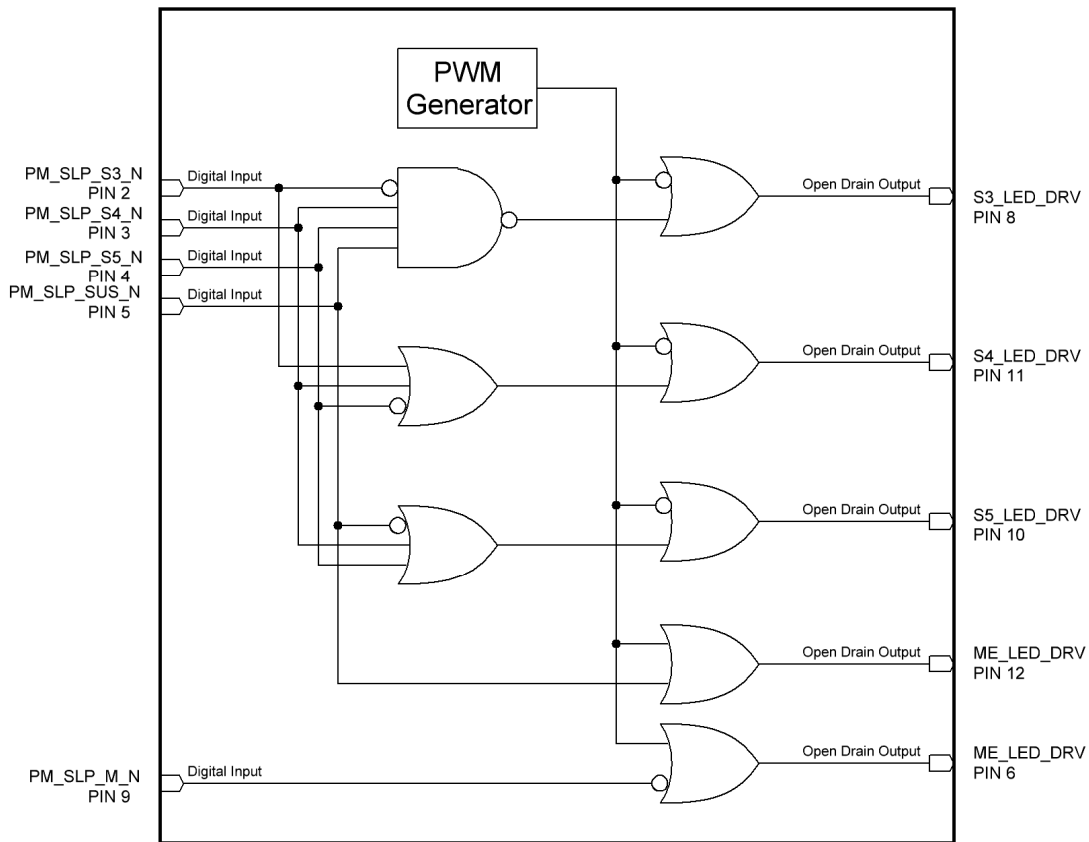 PWM
Generator
PM_SLP_S3_N
PIN 2
Digital Input
PM_SLP_S4_N
PIN 3
Digital Input
PM_SLP_S5_N
PIN 4
Digital Input
PM_SLP_SUS_N
PIN 5
Digital Input
Open Drain Output
S3_LED_DRV
PIN 8
Open Drain Output
S4_LED_DRV
PIN 11
Open Drain Output
S5_LED_DRV
PIN 10
Open Drain Output
ME_LED_DRV
PIN 12
PM_SLP_M_N
PIN 9
Digital Input
Open Drain Output
ME_LED_DRV
PIN 6